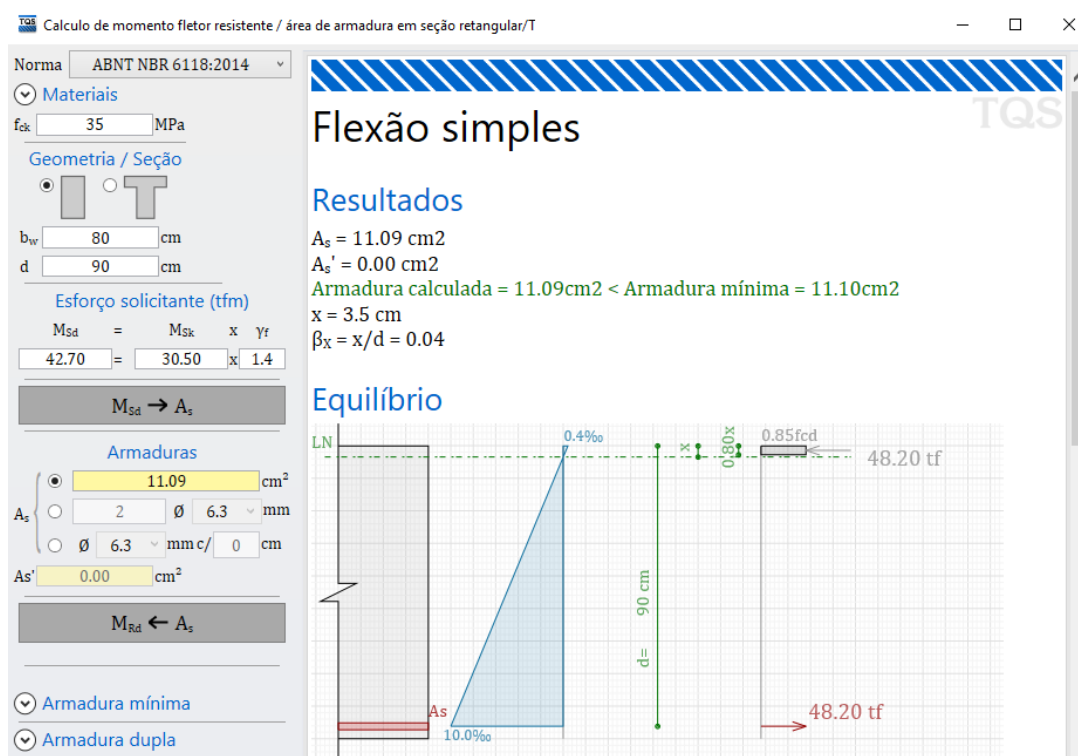 TQS Calculo de momento fletor resistente / área de armadura em seção retangular/T
Norma ABNT NBR 6118:2014
Materiais
fck 35 MPa
Geometria / Seção
bw 80 cm
d 90 cm
Esforço solicitante (tfm)
MSd = MSk x γf
42.70 = 30.50 x 1.4
MSd → As
Armaduras
11.09 cm²
As 2 Ø 6.3 mm
Ø 6.3 mm c/ 0 cm
As' 0.00 cm²
MRd ← As
Armadura mínima
Armadura dupla
TQS
Flexão simples
Resultados
As = 11.09 cm2
As' = 0.00 cm2
Armadura calculada = 11.09cm2 < Armadura mínima = 11.10cm2
x = 3.5 cm
βX = x/d = 0.04
Equilíbrio
LN
0.4‰
x
0.80x
0.85fcd
48.20 tf
d= 90 cm
As
10.0‰
48.20 tf